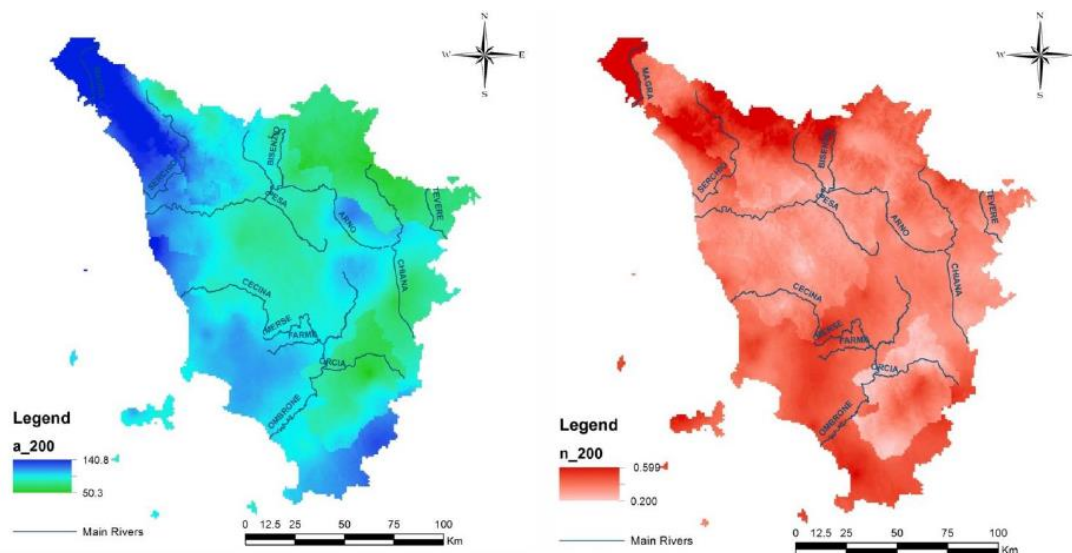 N
W E
S
MAGRA
SERCHIO
BISENZIO
PESA
ARNO
TEVERE
CHIANA
CECINA
MERSE
FARMA
ORCIA
OMBRONE
Legend
a_200
140.8
50.3
Main Rivers
0 12.5 25 50 75 100
Km
N
W
S
MAGRA
SERCHIO
BISENZIO
PESA
ARNO
TEVERE
CHIANA
CECINA
MERSE
FARMA
ORCIA
OMBRONE
Legend
n_200
0.599
0.200
Main Rivers
0 12.5 25 50 75 100
Km